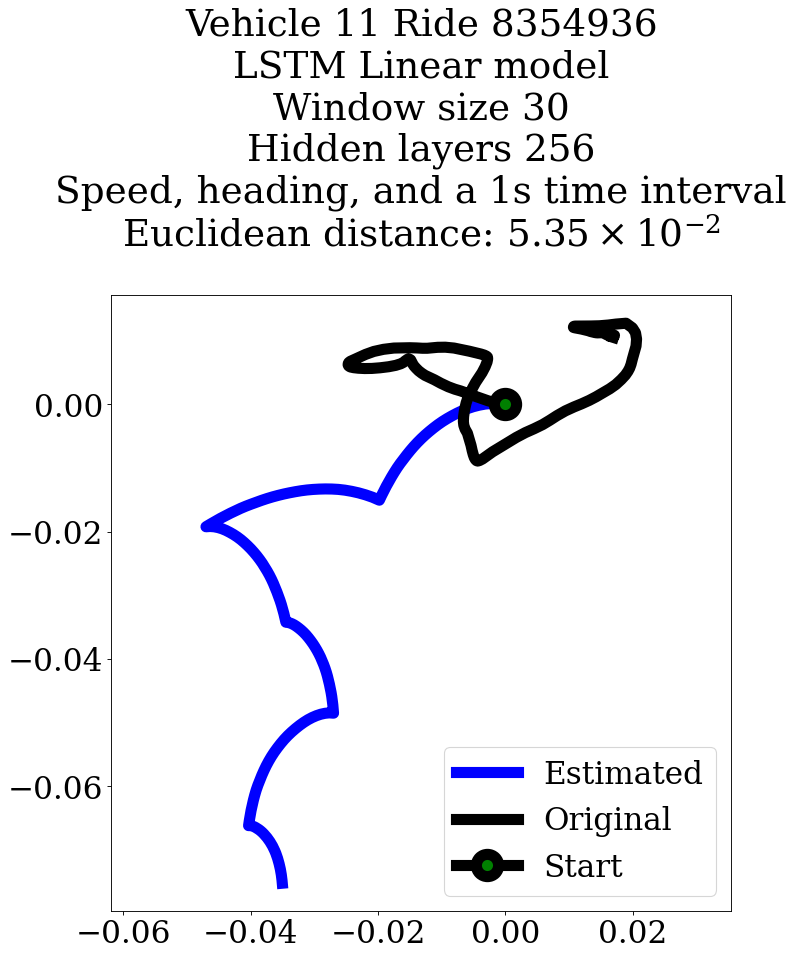 Vehicle 11 Ride 8354936
LSTM Linear model
Window size 30
Hidden layers 256
Speed, heading, and a 1s time interval
Euclidean distance: 5.35 × 10⁻²
0.00
−0.02
−0.04
−0.06
Estimated
Original
Start
−0.06 −0.04 −0.02 0.00 0.02